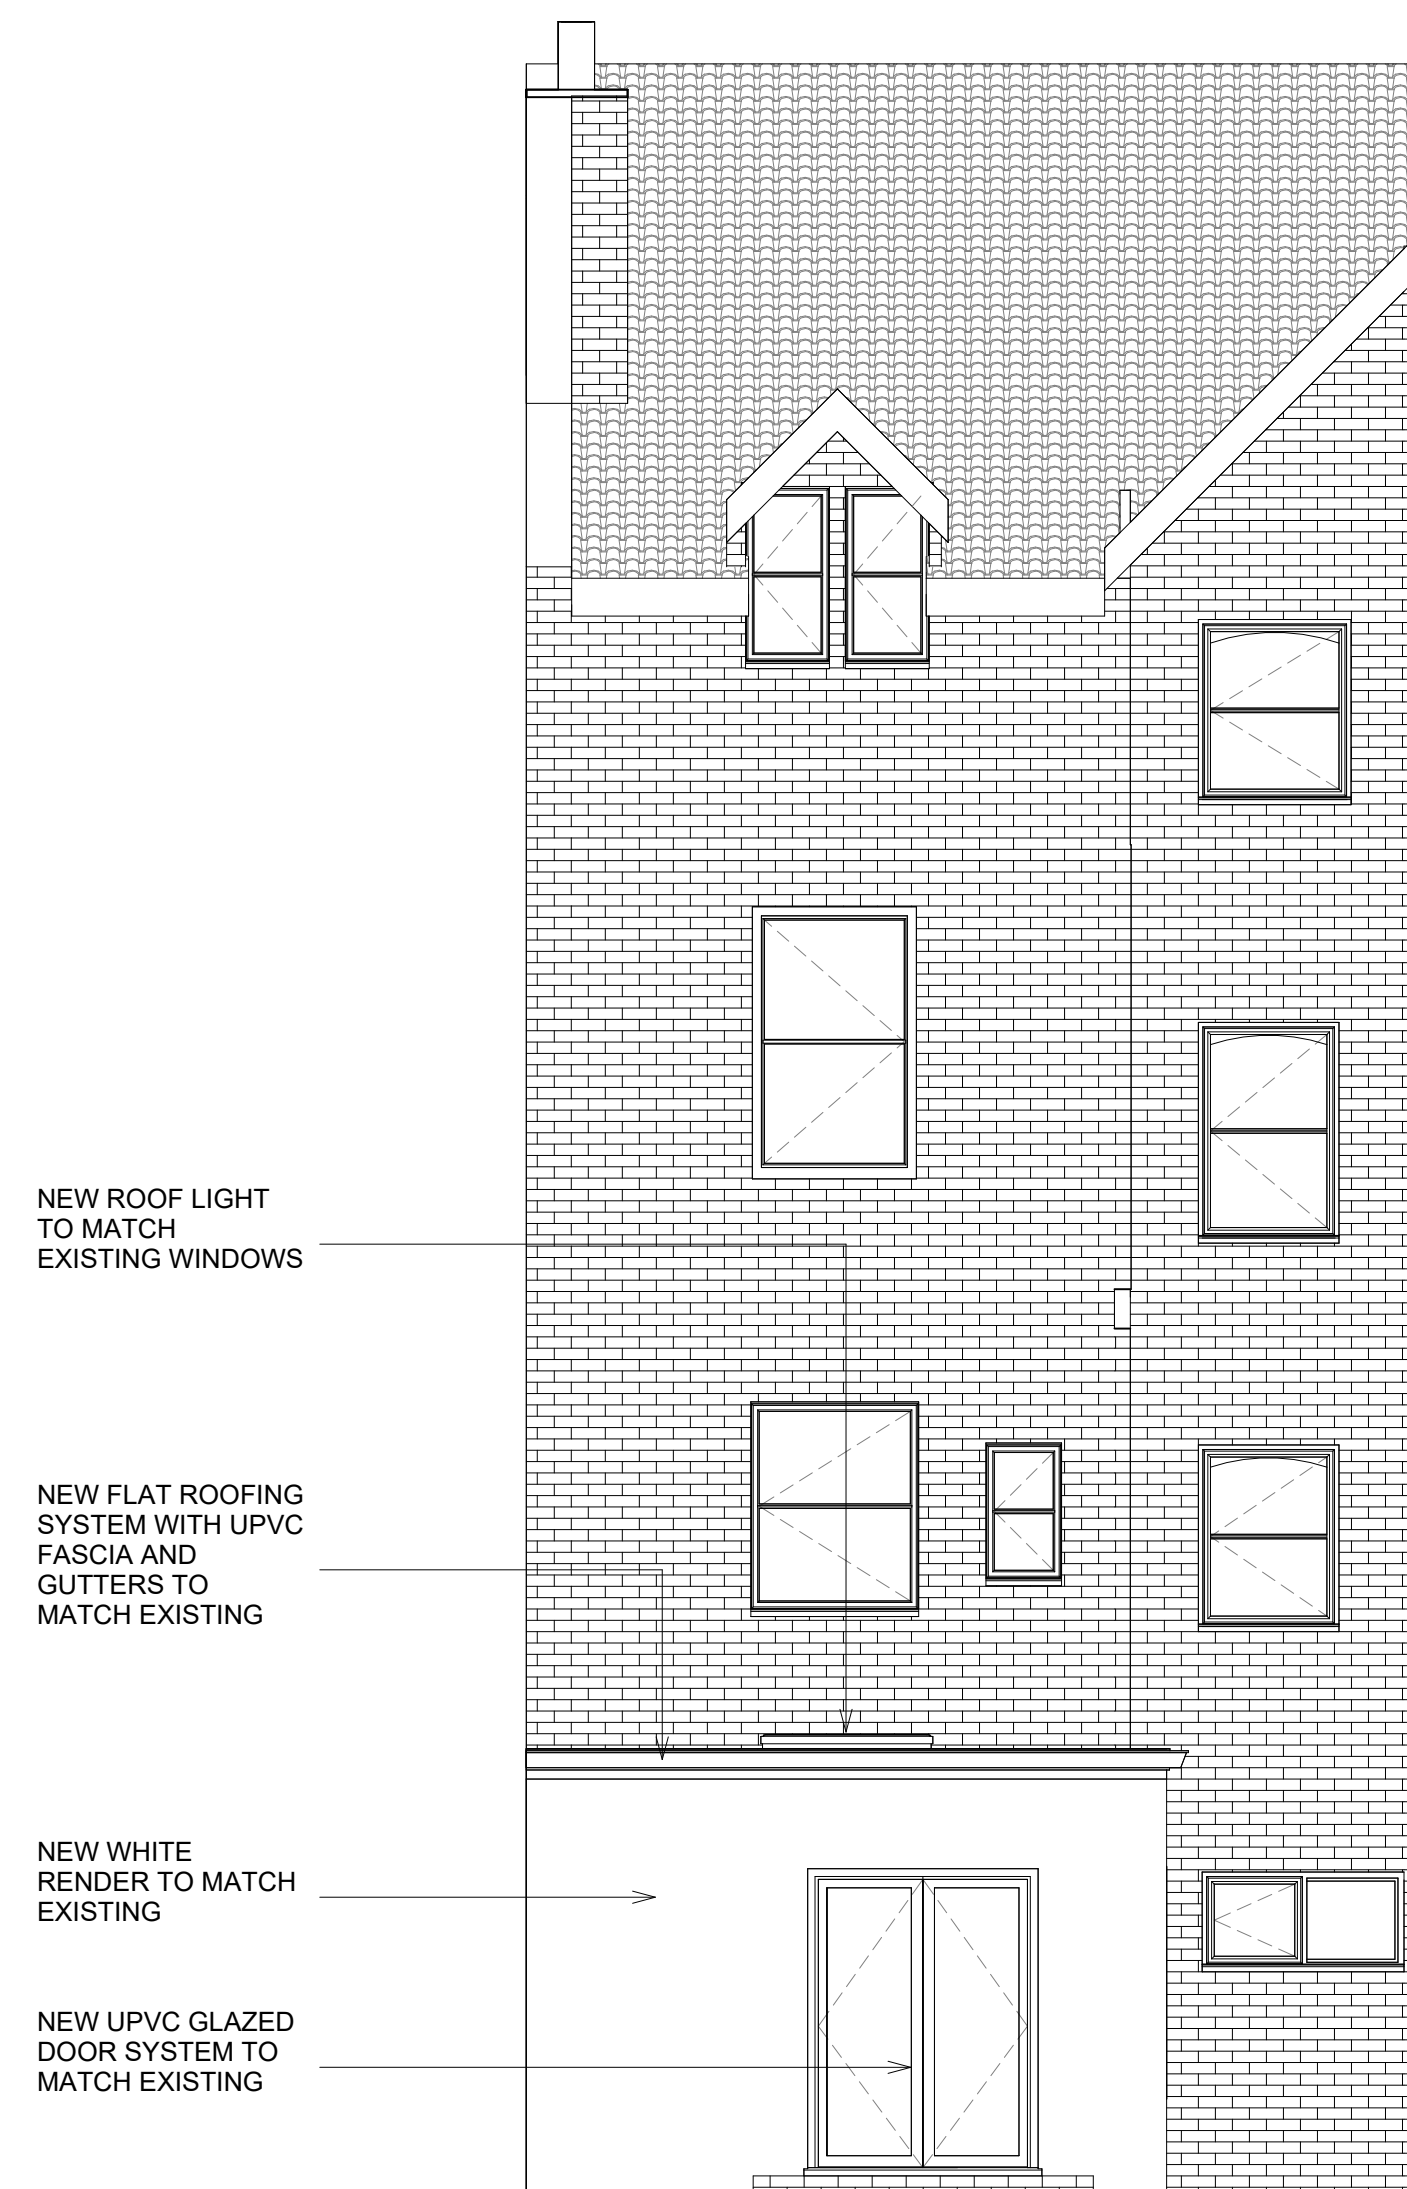 NEW ROOF LIGHT
TO MATCH
EXISTING WINDOWS
NEW FLAT ROOFING
SYSTEM WITH UPVC
FASCIA AND
GUTTERS TO
MATCH EXISTING
NEW WHITE
RENDER TO MATCH
EXISTING
NEW UPVC GLAZED
DOOR SYSTEM TO
MATCH EXISTING